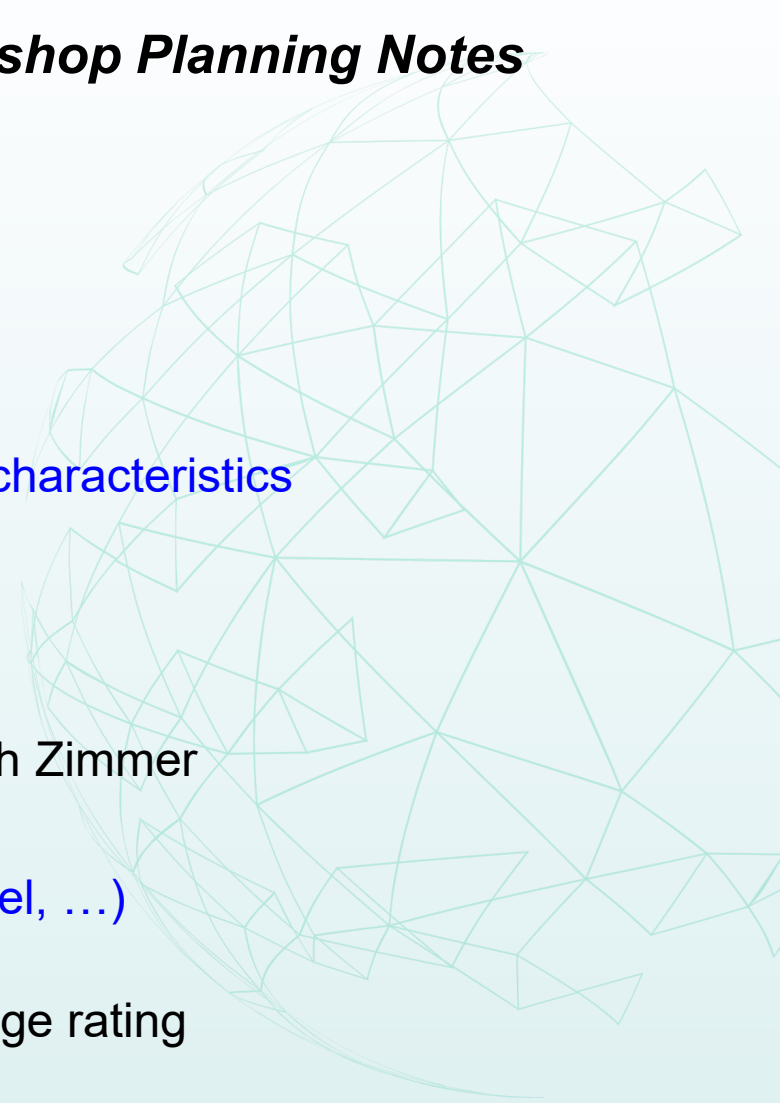 shop Planning Notes
characteristics
h Zimmer
el, …)
ge rating